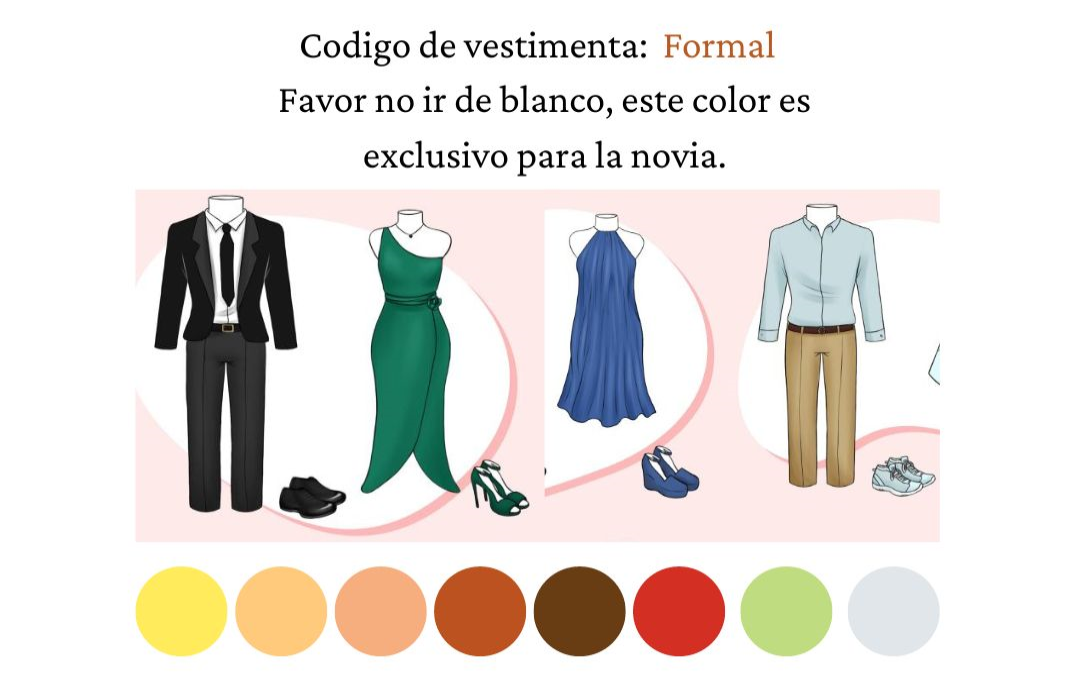 Codigo de vestimenta: Formal
Favor no ir de blanco, este color es
exclusivo para la novia.